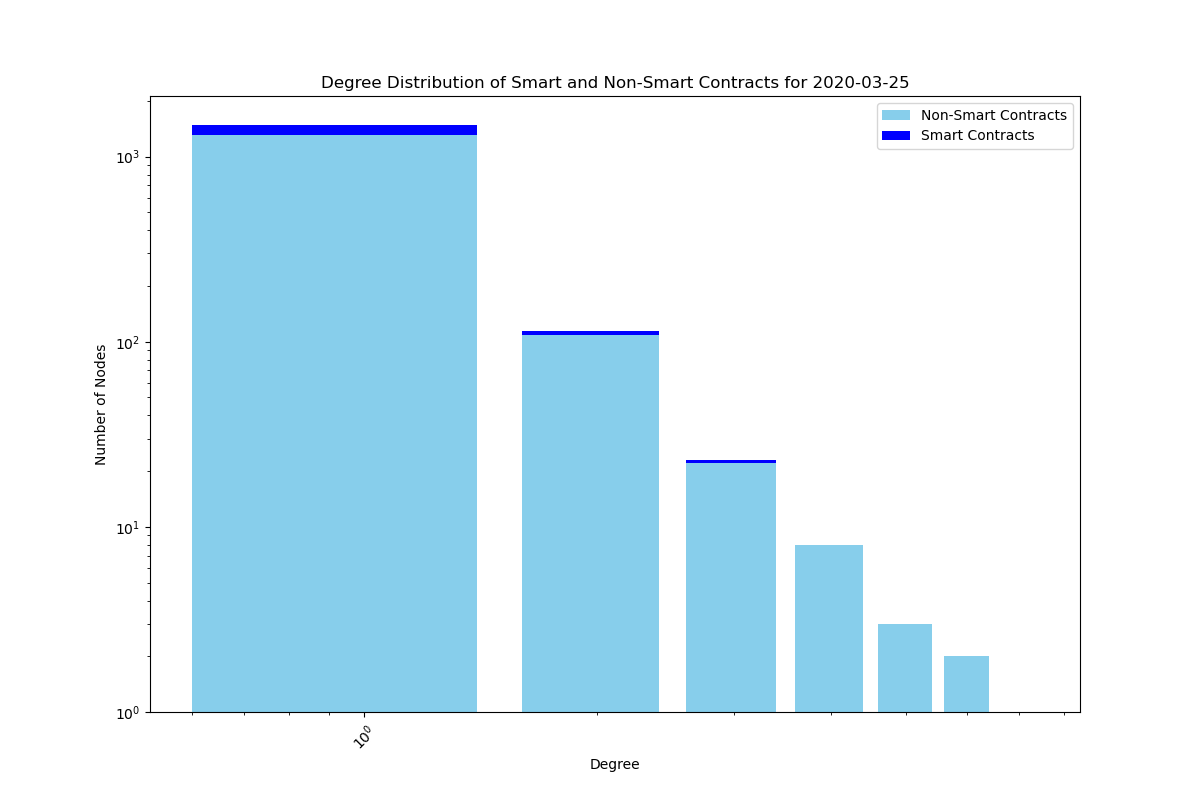 Degree Distribution of Smart and Non-Smart Contracts for 2020-03-25
Non-Smart Contracts
Smart Contracts
Number of Nodes
10³
10²
10¹
10⁰
10⁰
Degree